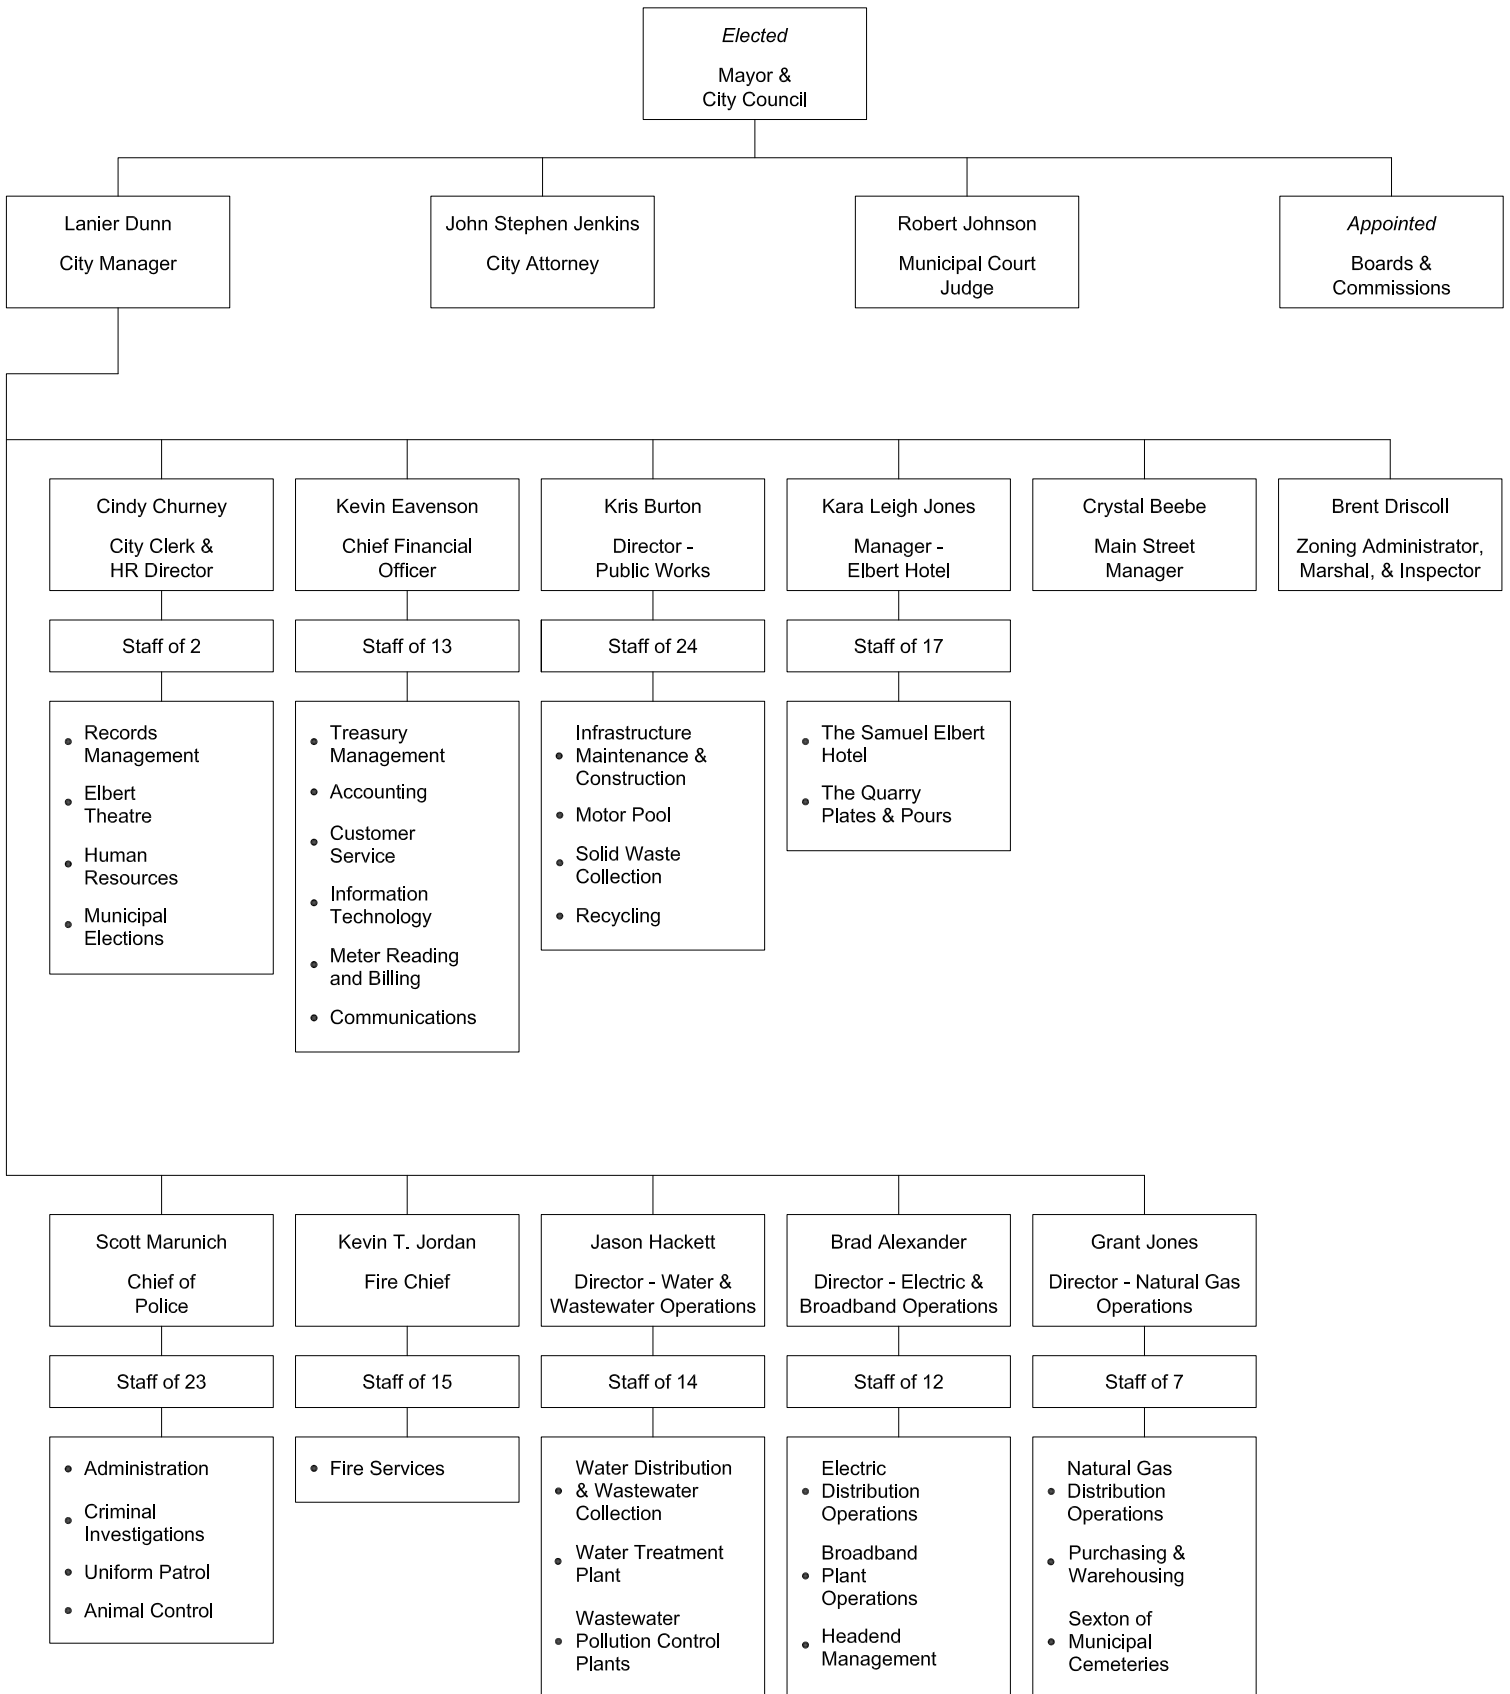 Elected
Mayor &
City Council
Lanier Dunn
City Manager
John Stephen Jenkins
City Attorney
Robert Johnson
Municipal Court
Judge
Appointed
Boards &
Commissions
Cindy Churney
City Clerk &
HR Director
Staff of 2
Records
Management
Elbert
Theatre
Human
Resources
Municipal
Elections
Kevin Eavenson
Chief Financial
Officer
Staff of 13
Treasury
Management
Accounting
Customer
Service
Information
Technology
Meter Reading
and Billing
Communications
Kris Burton
Director -
Public Works
Staff of 24
Infrastructure
Maintenance &
Construction
Motor Pool
Solid Waste
Collection
Recycling
Kara Leigh Jones
Manager -
Elbert Hotel
Staff of 17
The Samuel Elbert
Hotel
The Quarry
Plates & Pours
Crystal Beebe
Main Street
Manager
Brent Driscoll
Zoning Administrator,
Marshal, & Inspector
Scott Marunich
Chief of
Police
Staff of 23
Administration
Criminal
Investigations
Uniform Patrol
Animal Control
Kevin T. Jordan
Fire Chief
Staff of 15
Fire Services
Jason Hackett
Director - Water &
Wastewater Operations
Staff of 14
Water Distribution
& Wastewater
Collection
Water Treatment
Plant
Wastewater
Pollution Control
Plants
Brad Alexander
Director - Electric &
Broadband Operations
Staff of 12
Electric
Distribution
Operations
Broadband
Plant
Operations
Headend
Management
Grant Jones
Director - Natural Gas
Operations
Staff of 7
Natural Gas
Distribution
Operations
Purchasing &
Warehousing
Sexton of
Municipal
Cemeteries